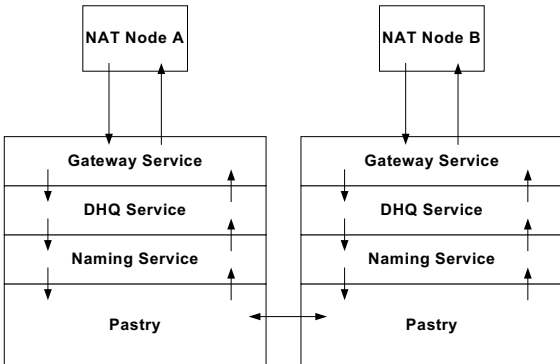 NAT Node A
NAT Node B
Gateway Service
Gateway Service
DHQ Service
DHQ Service
Naming Service
Naming Service
Pastry
Pastry